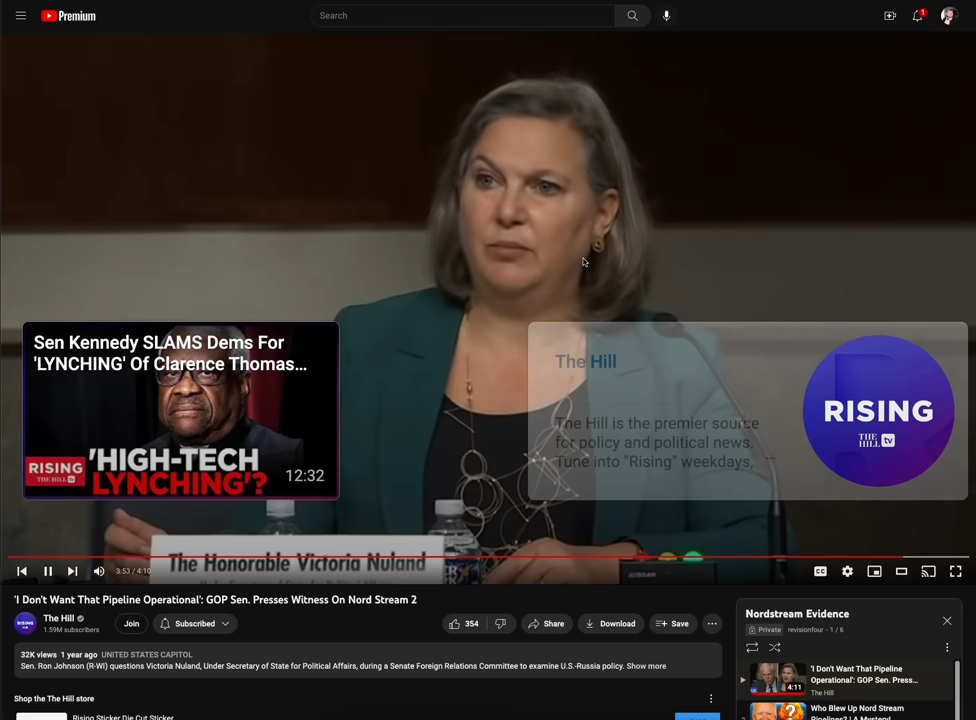 Premium
Search
1
Sen Kennedy SLAMS Dems For
'LYNCHING' Of Clarence Thomas...
RISING
THE HILL tv
'HIGH-TECH
LYNCHING'?
12:32
The Hill
The Hill is the premier source
for policy and political news.
Tune into "Rising" weekdays, ...
RISING
THE HILL tv
The Honorable Victoria Nuland
3:53 / 4:10
CC
'I Don't Want That Pipeline Operational': GOP Sen. Presses Witness On Nord Stream 2
RISING
The Hill
1.59M subscribers
Join
Subscribed
354
Share
Download
Save
32K views 1 year ago UNITED STATES CAPITOL
Sen. Ron Johnson (R-WI) questions Victoria Nuland, Under Secretary of State for Political Affairs, during a Senate Foreign Relations Committee to examine U.S.-Russia policy. Show more
Shop the The Hill store
Rising Sticker Die Cut Sticker
Nordstream Evidence
Private revisionfour - 1 / 6
'I Don't Want That Pipeline
Operational': GOP Sen. Press...
The Hill
4:11
Who Blew Up Nord Stream
Pipelines? | A Mystery!